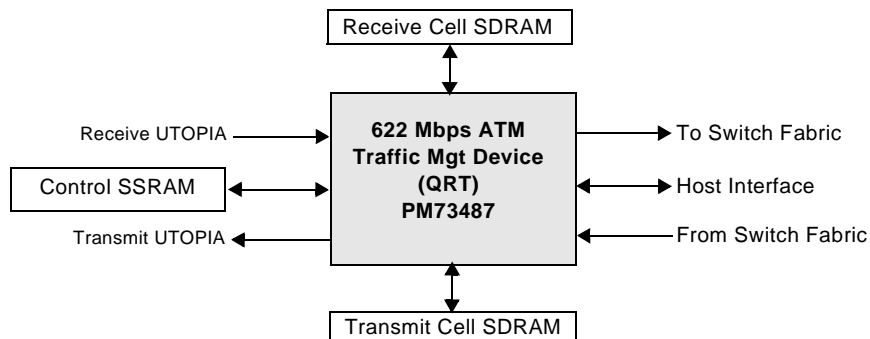 Receive Cell SDRAM
622 Mbps ATM
Traffic Mgt Device
(QRT)
PM73487
Receive UTOPIA
Control SSRAM
Transmit UTOPIA
To Switch Fabric
Host Interface
From Switch Fabric
Transmit Cell SDRAM